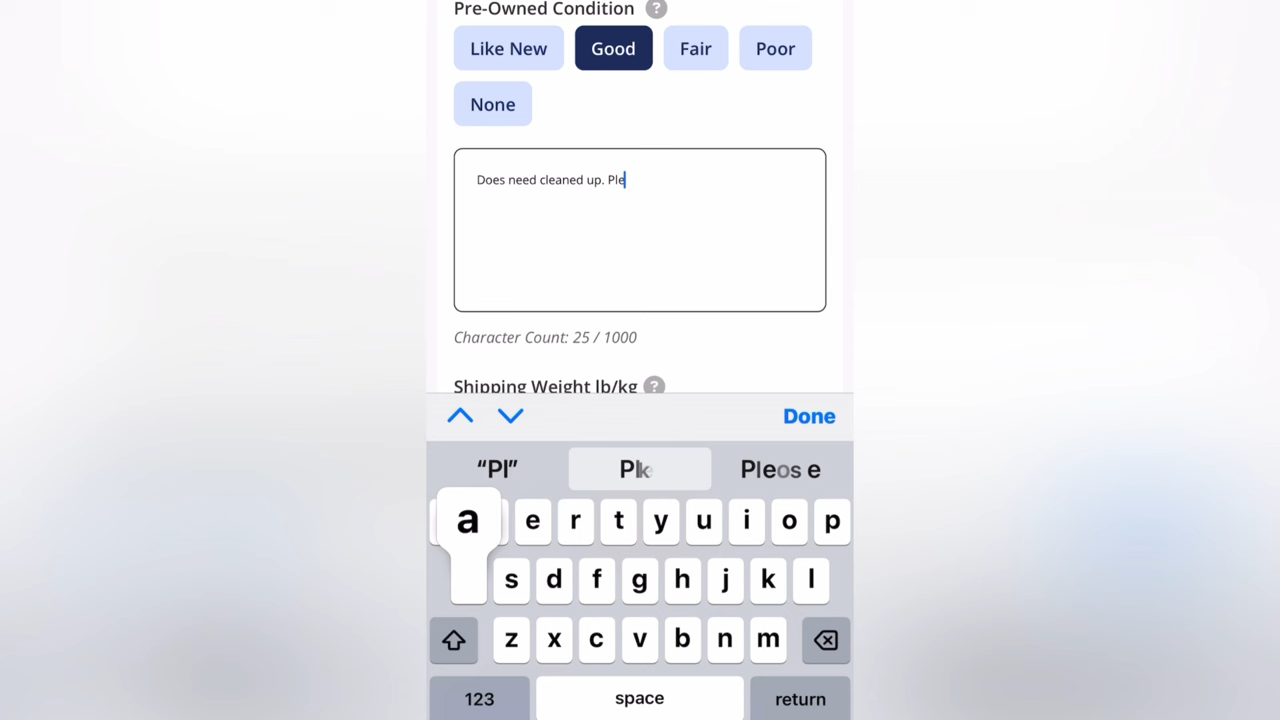 Pre-Owned Condition ?
Like New Good Fair Poor
None
Does need cleaned up. Ple
Character Count: 25 / 1000
Shipping Weight lb/kg ?
Done
“Pl”
a e r t y u i o p
s d f g h j k l
z x c v b n m
123 space return